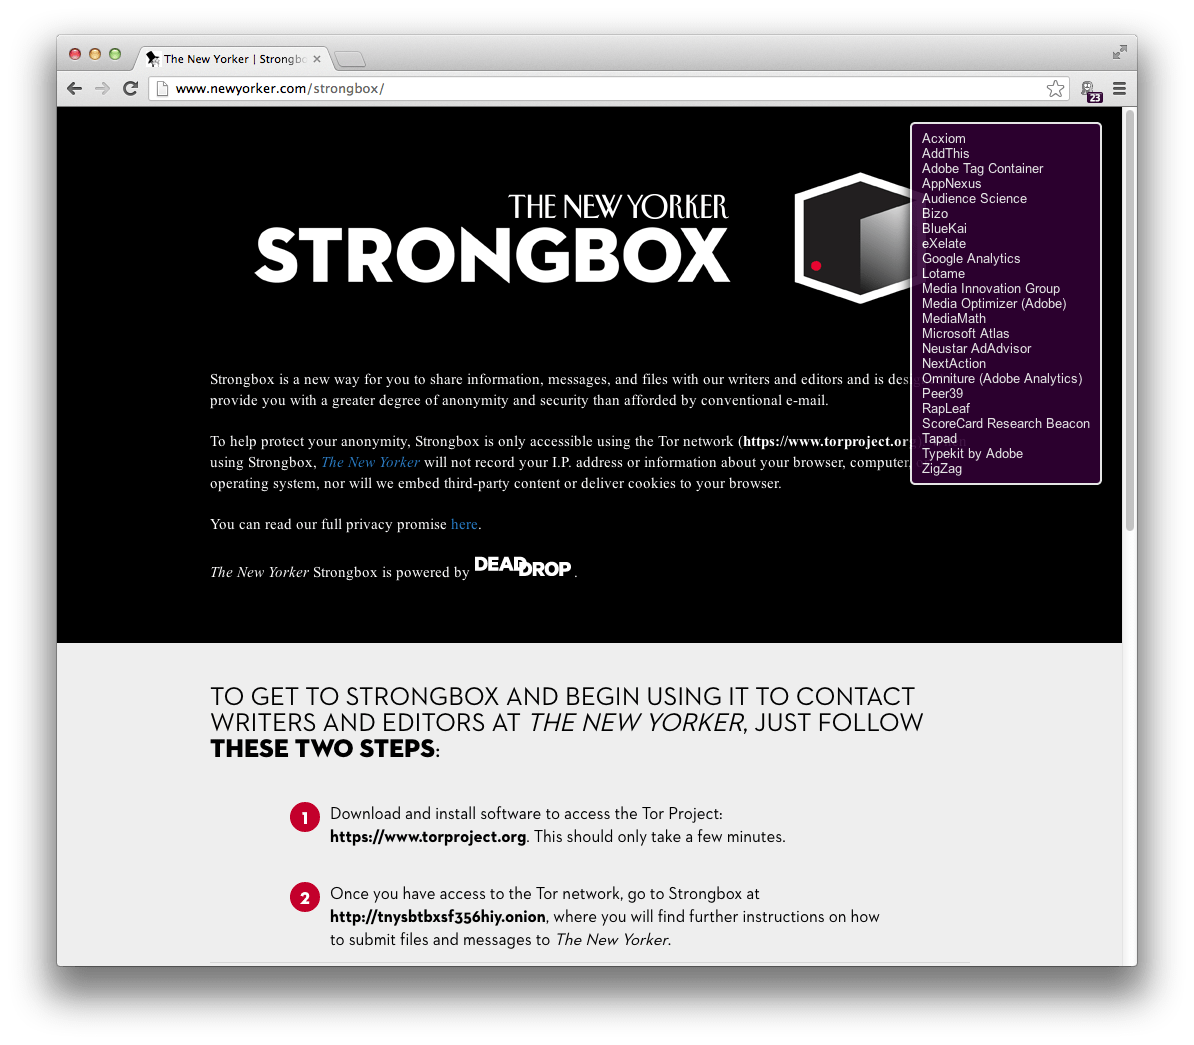 The New Yorker | Strongbo
www.newyorker.com/strongbox/
23
Acxiom
AddThis
Adobe Tag Container
AppNexus
Audience Science
Bizo
BlueKai
eXelate
Google Analytics
Lotame
Media Innovation Group
Media Optimizer (Adobe)
MediaMath
Microsoft Atlas
Neustar AdAdvisor
NextAction
Omniture (Adobe Analytics)
Peer39
RapLeaf
ScoreCard Research Beacon
Tapad
Typekit by Adobe
ZigZag
THE NEW YORKER
STRONGBOX
Strongbox is a new way for you to share information, messages, and files with our writers and editors and is desig
provide you with a greater degree of anonymity and security than afforded by conventional e-mail.
To help protect your anonymity, Strongbox is only accessible using the Tor network (https://www.torproject.or
using Strongbox, The New Yorker will not record your I.P. address or information about your browser, computer,
operating system, nor will we embed third-party content or deliver cookies to your browser.
You can read our full privacy promise here.
The New Yorker Strongbox is powered by DEADDROP .
TO GET TO STRONGBOX AND BEGIN USING IT TO CONTACT
WRITERS AND EDITORS AT THE NEW YORKER, JUST FOLLOW
THESE TWO STEPS:
1 Download and install software to access the Tor Project:
https://www.torproject.org. This should only take a few minutes.
2 Once you have access to the Tor network, go to Strongbox at
http://tnysbtbxsf356hiy.onion, where you will find further instructions on how
to submit files and messages to The New Yorker.